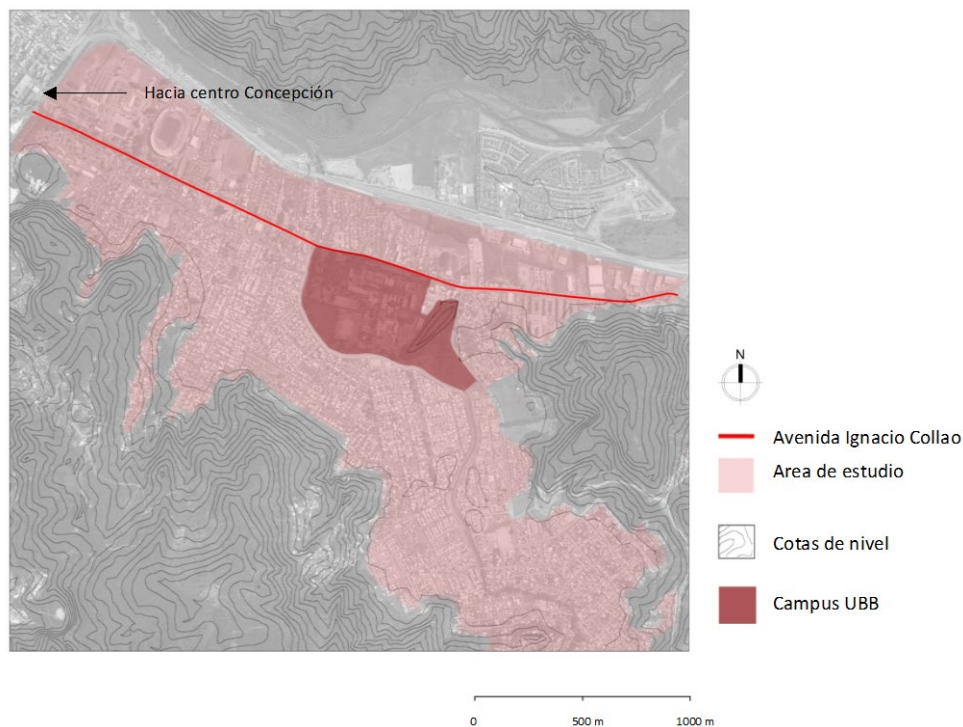 Hacia centro Concepción
N
Avenida Ignacio Collao
Area de estudio
Cotas de nivel
Campus UBB
0 500 m 1000 m